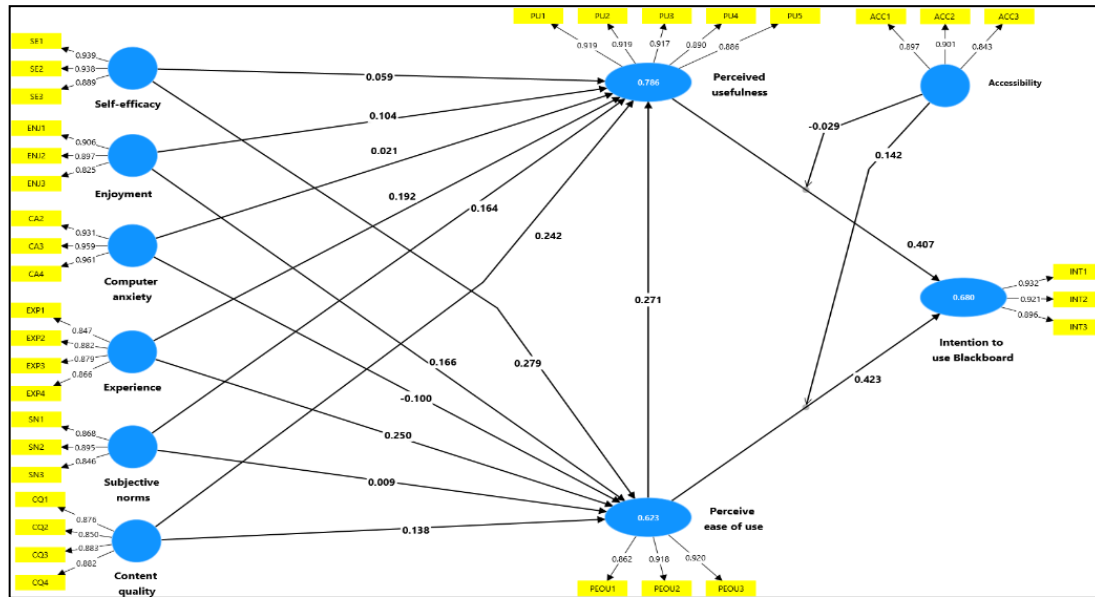 PU1
PU2
PU3
PU4
PU5
ACC1
ACC2
ACC3
0.919
0.919
0.917
0.890
0.886
0.897
0.901
0.843
SE1
SE2
SE3
0.939
0.938
0.889
Self-efficacy
0.059
0.786
Perceived
usefulness
Accessibility
-0.029
0.142
ENJ1
ENJ2
ENJ3
0.906
0.897
0.825
Enjoyment
0.104
0.021
0.192
0.164
0.242
CA2
CA3
CA4
0.931
0.959
0.961
Computer
anxiety
0.407
0.271
0.680
Intention to
use Blackboard
0.932
0.921
0.896
INT1
INT2
INT3
EXP1
EXP2
EXP3
EXP4
0.847
0.882
0.879
0.866
Experience
0.166
0.279
-0.100
0.250
0.423
SN1
SN2
SN3
0.868
0.895
0.846
Subjective
norms
0.009
CQ1
CQ2
CQ3
CQ4
0.876
0.850
0.883
0.882
Content
quality
0.138
0.623
Perceive
ease of use
0.862
0.918
0.920
PEOU1
PEOU2
PEOU3